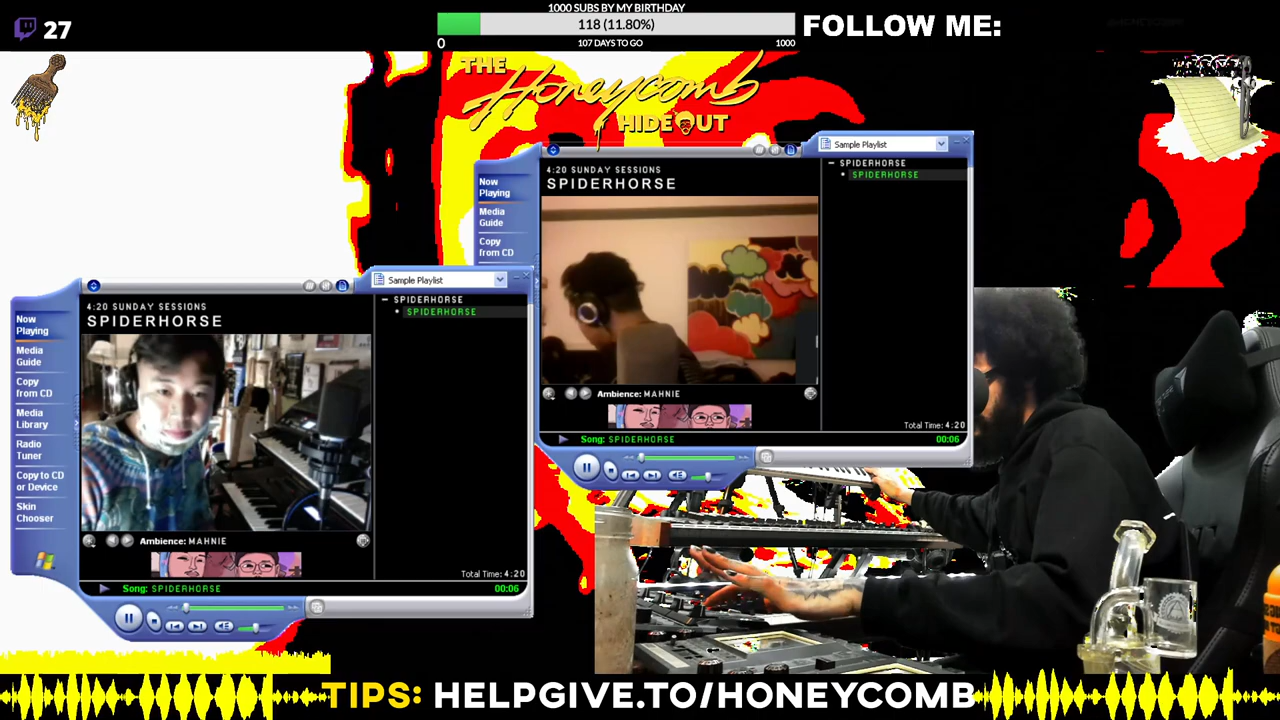 27
1000 SUBS BY MY BIRTHDAY
118 (11.80%)
0
107 DAYS TO GO
1000
FOLLOW ME:
THE
Honeycomb
HIDEOUT
Sample Playlist
4:20 SUNDAY SESSIONS
SPIDERHORSE
SPIDERHORSE
SPIDERHORSE
Now
Playing
Media
Guide
Copy
from CD
Ambience: MAHNIE
Total Time: 4:20
Song: SPIDERHORSE
00:06
Sample Playlist
4:20 SUNDAY SESSIONS
SPIDERHORSE
SPIDERHORSE
SPIDERHORSE
Now
Playing
Media
Guide
Copy
from CD
Media
Library
Radio
Tuner
Copy to CD
or Device
Skin
Chooser
Ambience: MAHNIE
Total Time: 4:20
Song: SPIDERHORSE
00:06
TIPS: HELPGIVE.TO/HONEYCOMB